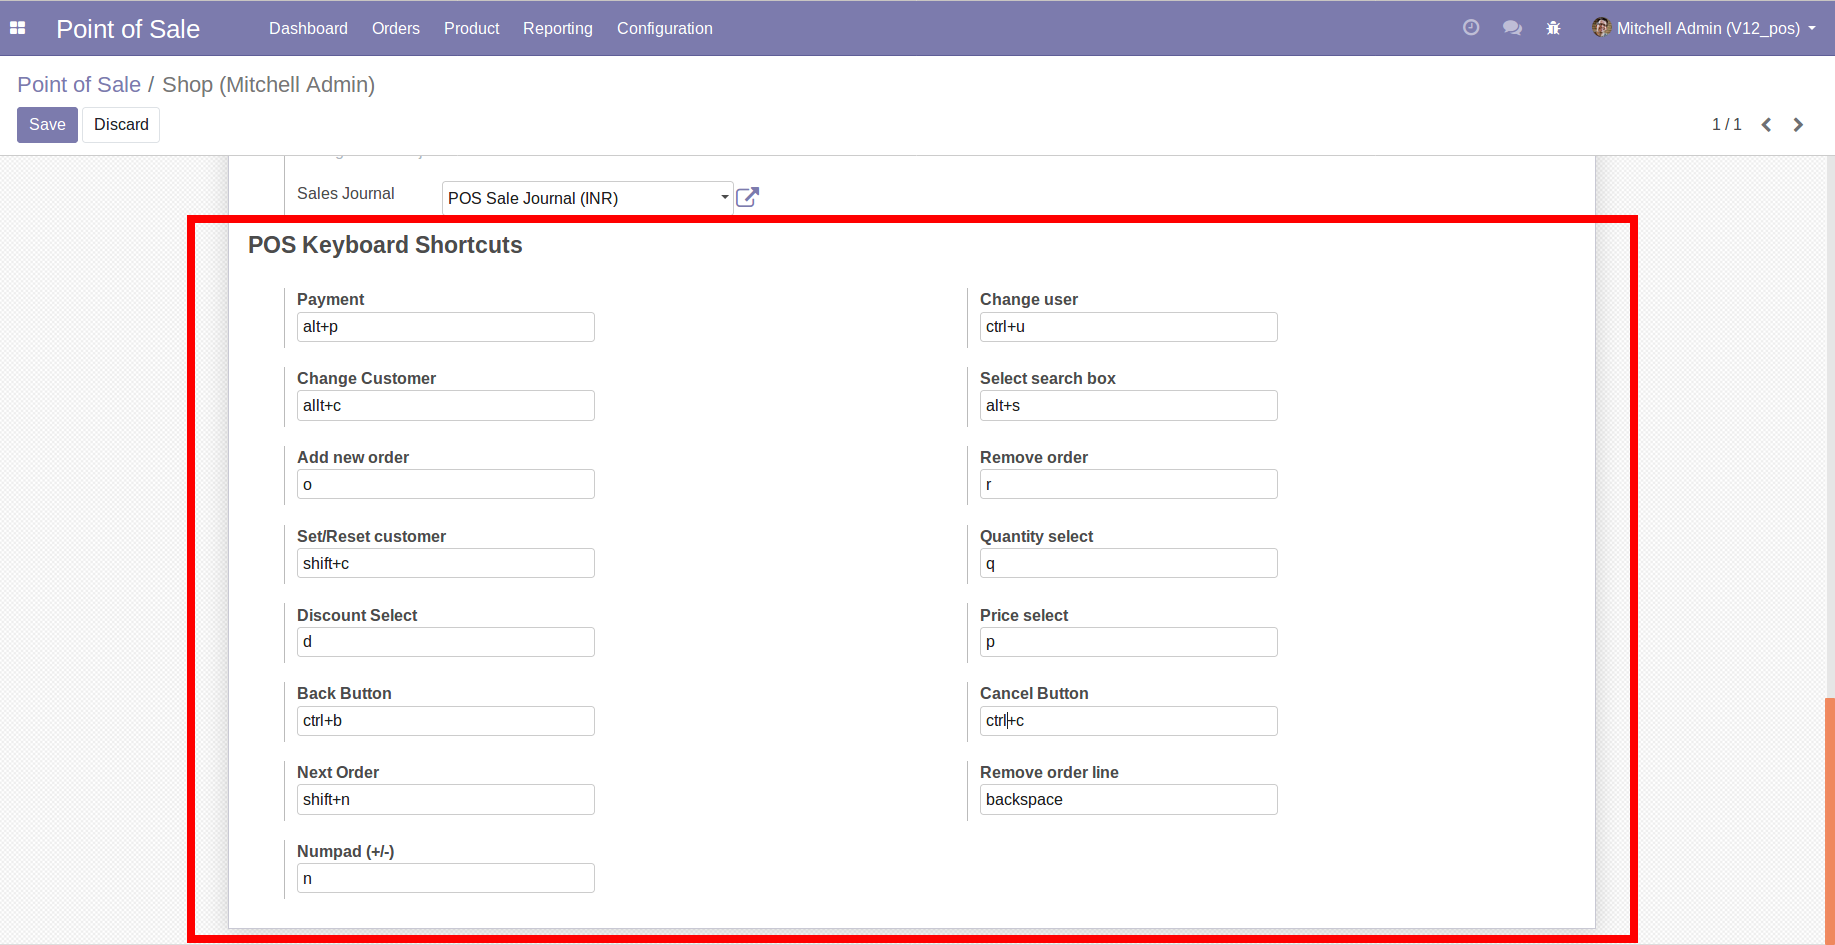 Point of Sale Dashboard Orders Product Reporting Configuration Mitchell Admin (V12_pos)
Point of Sale / Shop (Mitchell Admin)
Save Discard 1 / 1
Sales Journal POS Sale Journal (INR)
POS Keyboard Shortcuts
Payment Change user
alt+p ctrl+u
Change Customer Select search box
allt+c alt+s
Add new order Remove order
o r
Set/Reset customer Quantity select
shift+c q
Discount Select Price select
d p
Back Button Cancel Button
ctrl+b ctrl+c
Next Order Remove order line
shift+n backspace
Numpad (+/-)
n